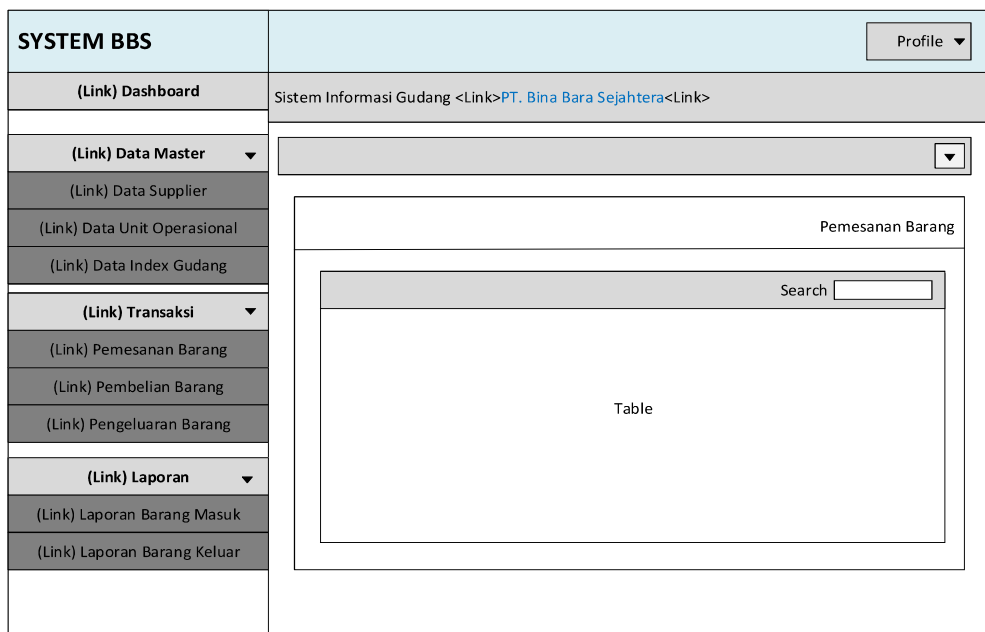 SYSTEM BBS
Profile
(Link) Dashboard
Sistem Informasi Gudang <Link>PT. Bina Bara Sejahtera<Link>
(Link) Data Master
(Link) Data Supplier
(Link) Data Unit Operasional
(Link) Data Index Gudang
(Link) Transaksi
(Link) Pemesanan Barang
(Link) Pembelian Barang
(Link) Pengeluaran Barang
(Link) Laporan
(Link) Laporan Barang Masuk
(Link) Laporan Barang Keluar
Pemesanan Barang
Search
Table